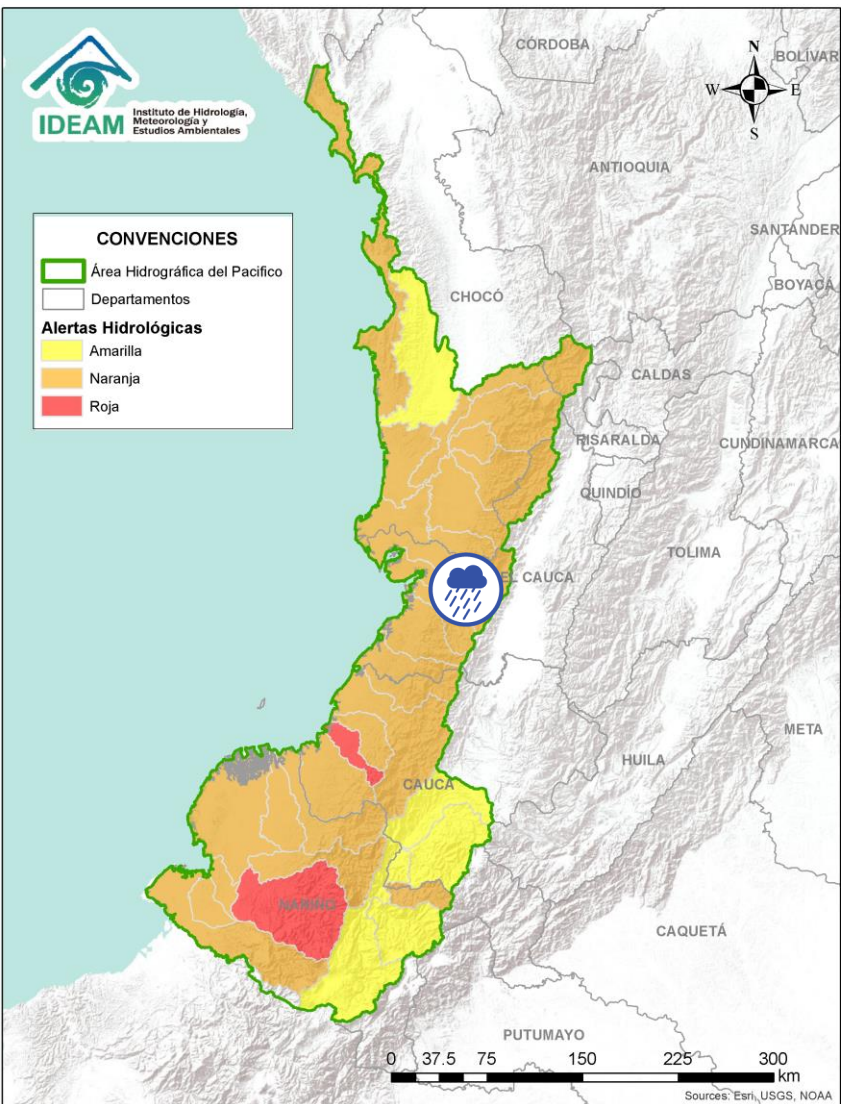 IDEAM
Instituto de Hidrología,
Meteorología y
Estudios Ambientales
CÓRDOBA
BOLÍVAR
N
W
E
S
ANTIOQUIA
SANTANDER
BOYACÁ
CONVENCIONES
Área Hidrográfica del Pacifico
Departamentos
Alertas Hidrológicas
Amarilla
Naranja
Roja
CHOCÓ
CALDAS
RISARALDA
CUNDINAMARCA
QUINDÍO
TOLIMA
EL CAUCA
META
HUILA
CAUCA
NARIÑO
CAQUETÁ
PUTUMAYO
0 37.5 75 150 225 300
km
Sources: Esri, USGS, NOAA